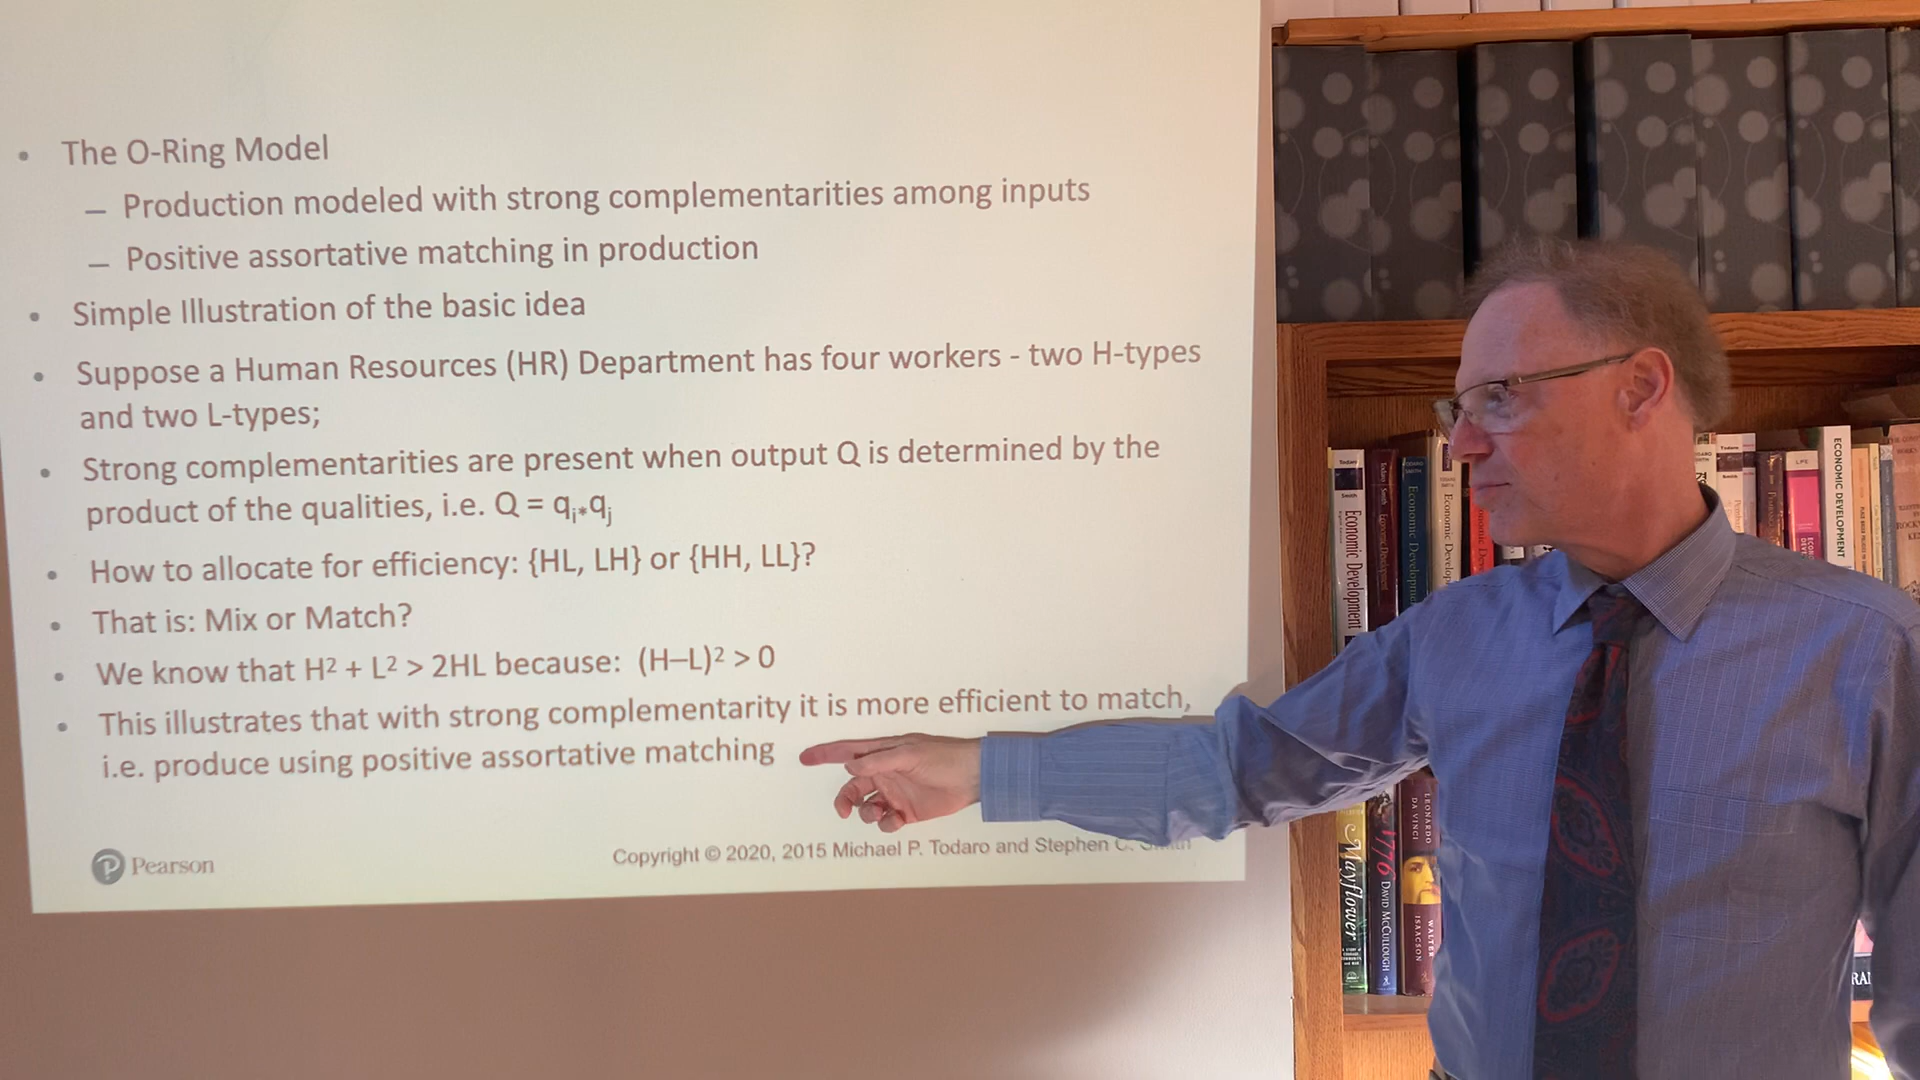 • The O-Ring Model
– Production modeled with strong complementarities among inputs
– Positive assortative matching in production
• Simple Illustration of the basic idea
• Suppose a Human Resources (HR) Department has four workers - two H-types
and two L-types;
• Strong complementarities are present when output Q is determined by the
product of the qualities, i.e. Q = qᵢ*qⱼ
• How to allocate for efficiency: {HL, LH} or {HH, LL}?
• That is: Mix or Match?
• We know that H² + L² > 2HL because: (H–L)² > 0
• This illustrates that with strong complementarity it is more efficient to match,
i.e. produce using positive assortative matching
Pearson
Copyright © 2020, 2015 Michael P. Todaro and Stephen C.
Todaro
Smith
Economic Development
Economic Development
Economic Development
ECONOMIC DEVELOPMENT
LIFE
Mayflower
1776 DAVID McCULLOUGH
LEONARDO
DA VINCI
WALTER
ISAACSON